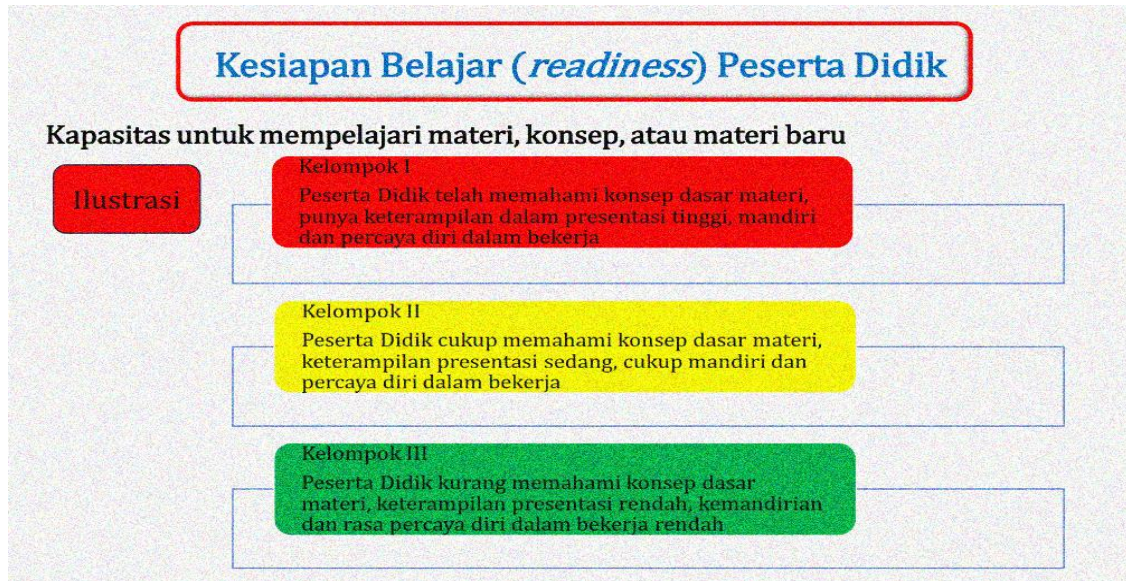 Kesiapan Belajar (readiness) Peserta Didik
Kapasitas untuk mempelajari materi, konsep, atau materi baru
Ilustrasi
Kelompok I
Peserta Didik telah memahami konsep dasar materi,
punya keterampilan dalam presentasi tinggi, mandiri
dan percaya diri dalam bekerja
Kelompok II
Peserta Didik cukup memahami konsep dasar materi,
keterampilan presentasi sedang, cukup mandiri dan
percaya diri dalam bekerja
Kelompok III
Peserta Didik kurang memahami konsep dasar
materi, keterampilan presentasi rendah, kemandirian
dan rasa percaya diri dalam bekerja rendah